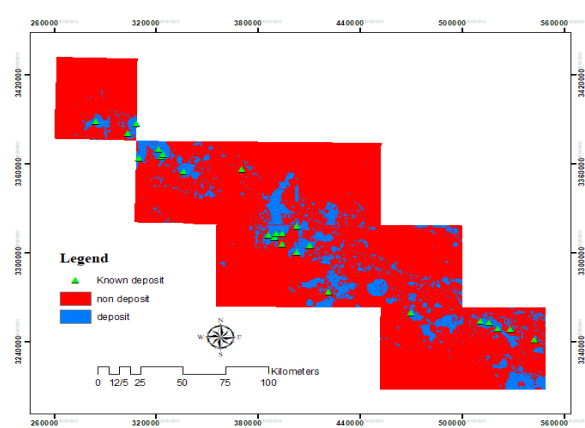 260000 320000 380000 440000 500000 560000
3420000 3420000
3360000 3360000
3300000 3300000
3240000 3240000
Legend
Known deposit
non deposit
deposit
N
W E
S
Kilometers
0 12/5 25 50 75 100
260000 320000 380000 440000 500000 560000